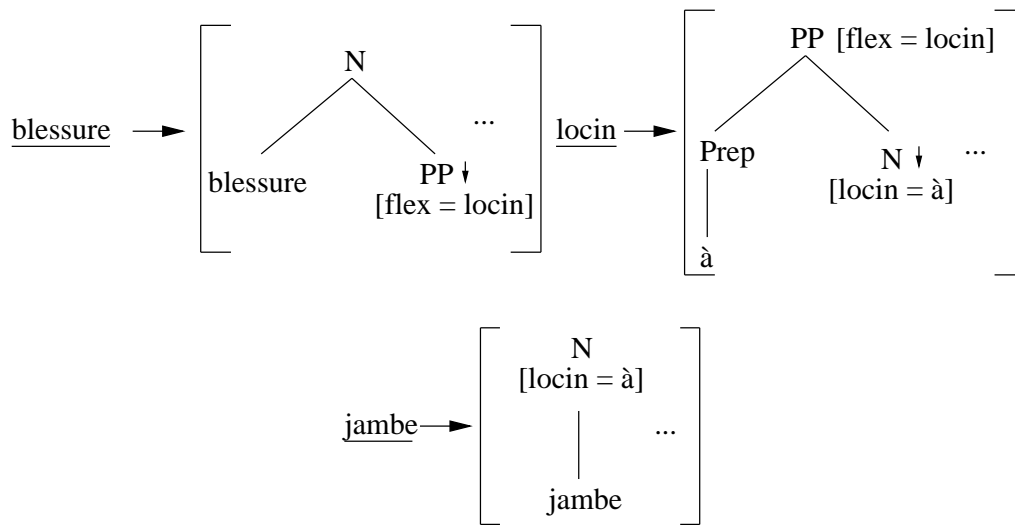 blessure
N
blessure
PP
[flex = locin]
...
locin
PP [flex = locin]
Prep
à
N
[locin = à]
...
jambe
N
[locin = à]
jambe
...